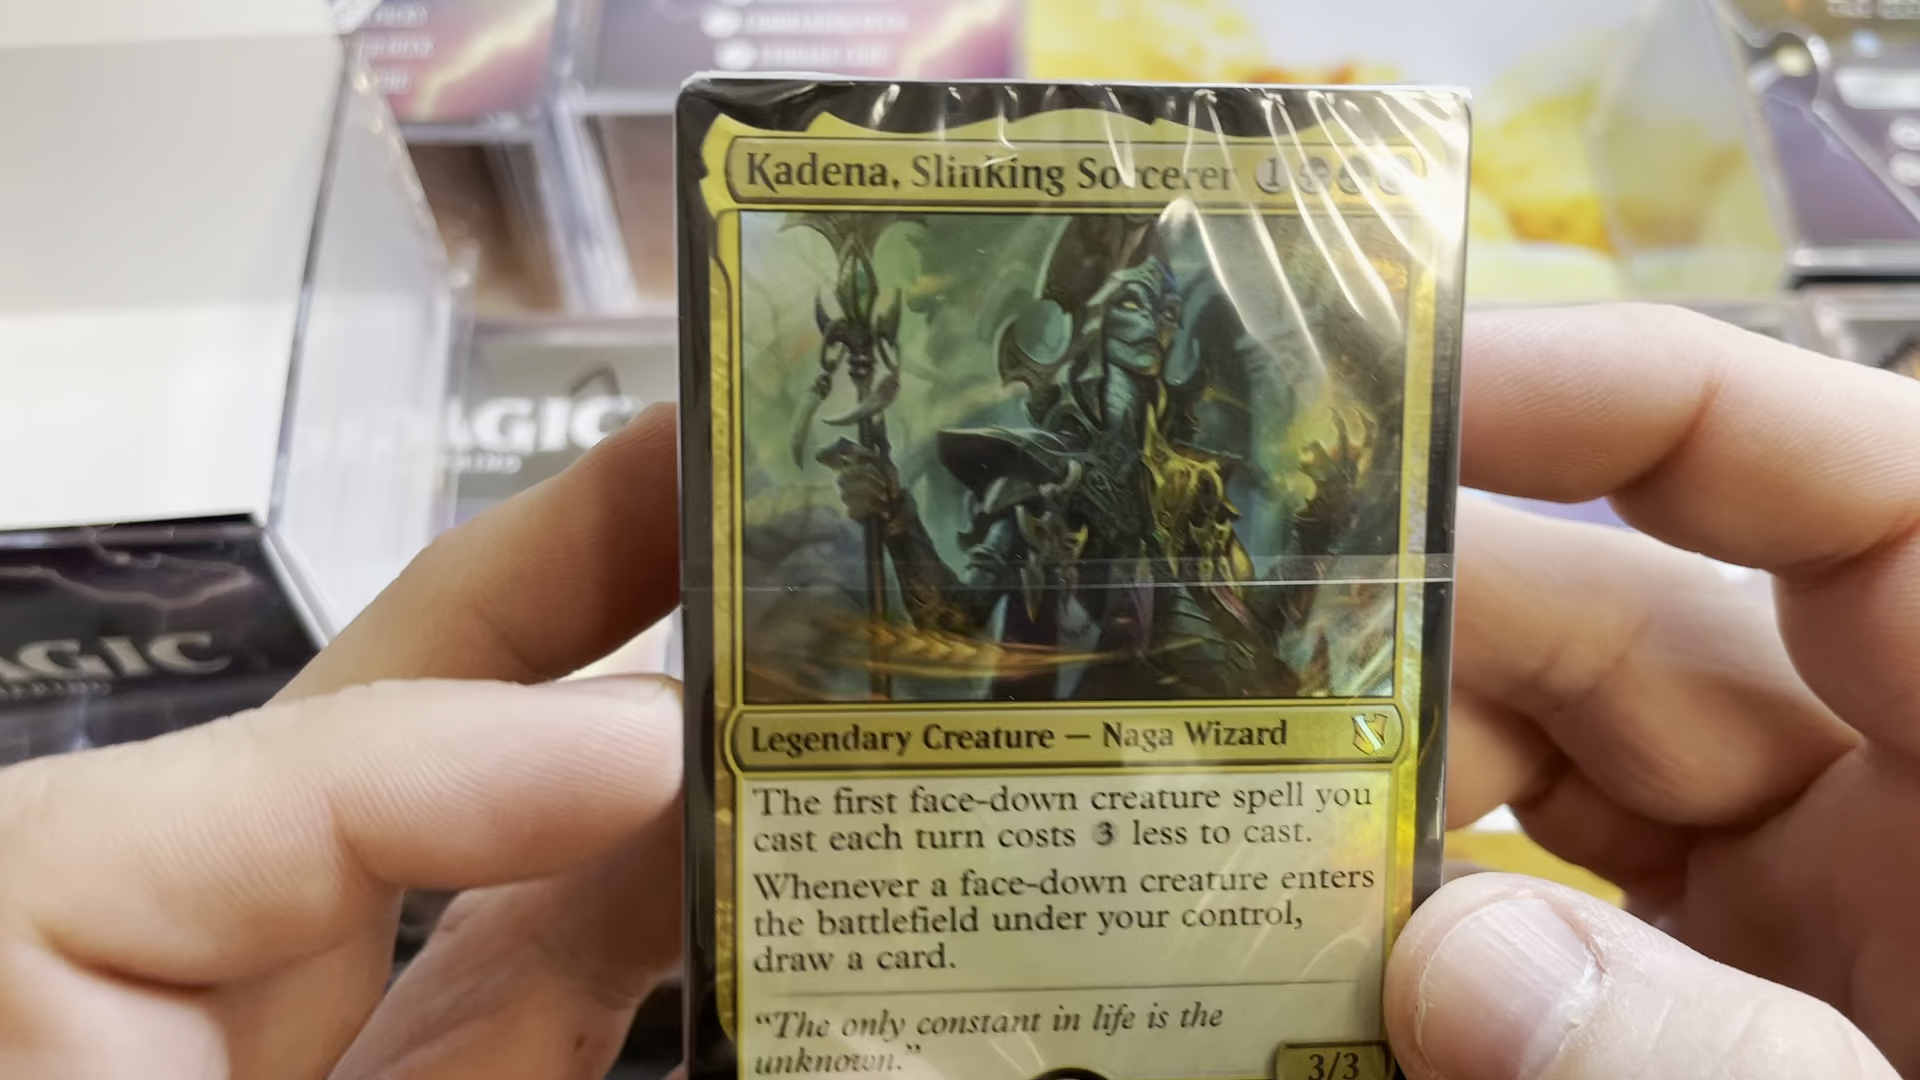 Kadena, Slinking Sorcerer 1
Legendary Creature — Naga Wizard
The first face-down creature spell you
cast each turn costs 3 less to cast.
Whenever a face-down creature enters
the battlefield under your control,
draw a card.
“The only constant in life is the
unknown.”
3/3
AGIC
AGIC